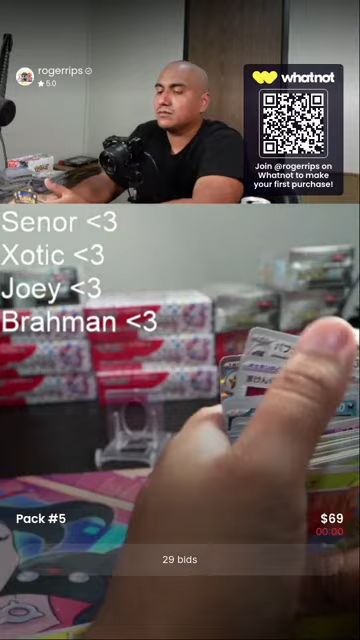 rogerrips
5.0
whatnot
Join @rogerrips on
Whatnot to make
your first purchase!
Senor <3
Xotic <3
Joey <3
Brahman <3
Pack #5
$69
00:00
29 bids